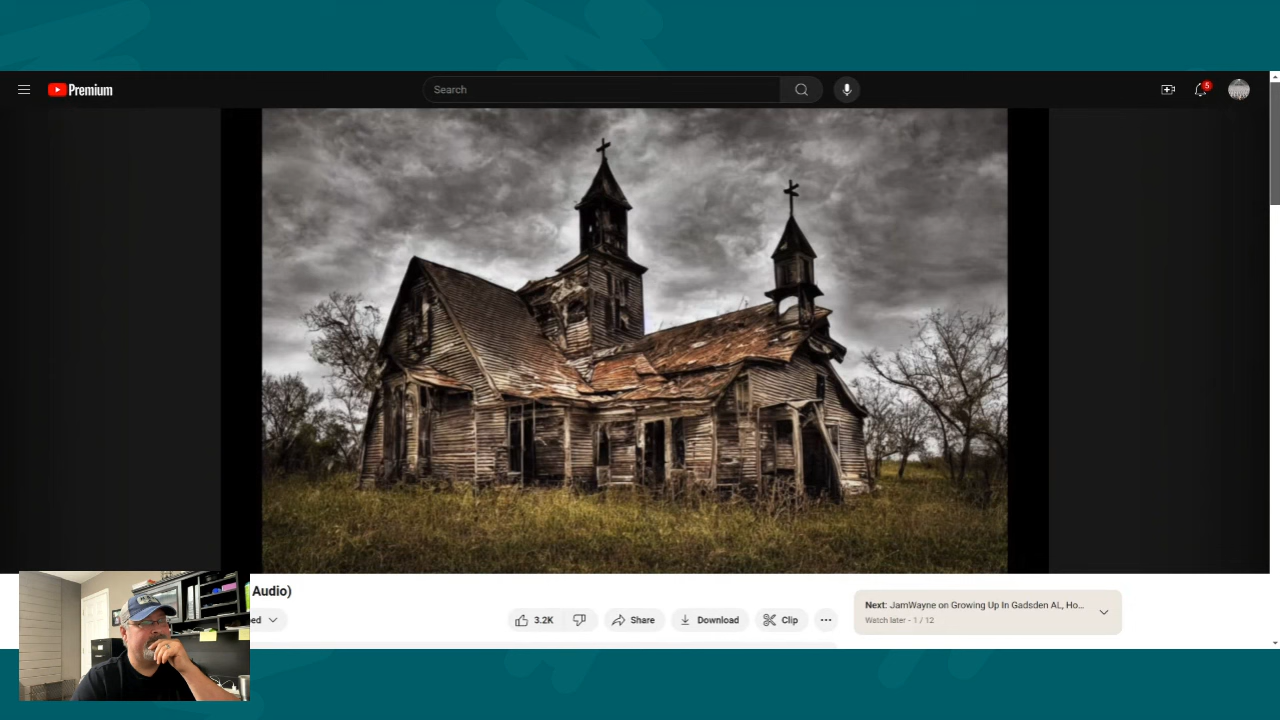 Premium
Search
5
Audio)
ed
3.2K
Share
Download
Clip
Next: JamWayne on Growing Up In Gadsden AL, Ho...
Watch later - 1 / 12